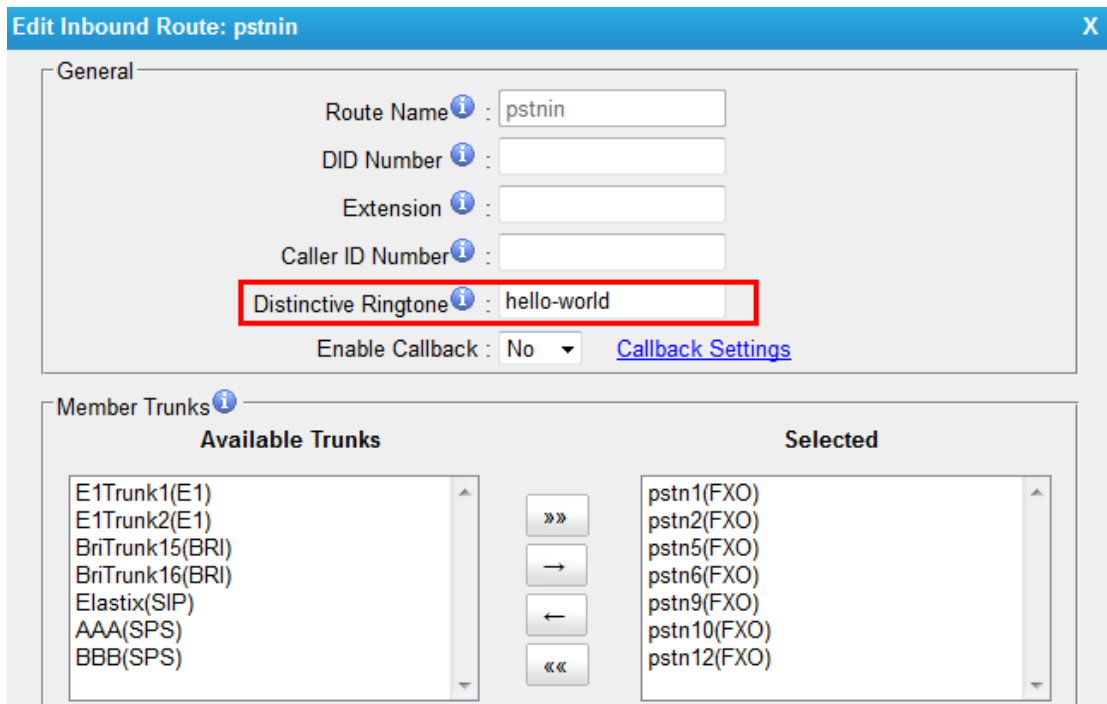 Edit Inbound Route: pstnin X
General
Route Name i : pstnin
DID Number i :
Extension i :
Caller ID Number i :
Distinctive Ringtone i : hello-world
Enable Callback : No Callback Settings
Member Trunks i
Available Trunks
E1Trunk1(E1)
E1Trunk2(E1)
BriTrunk15(BRI)
BriTrunk16(BRI)
Elastix(SIP)
AAA(SPS)
BBB(SPS)
»»
→
←
««
Selected
pstn1(FXO)
pstn2(FXO)
pstn5(FXO)
pstn6(FXO)
pstn9(FXO)
pstn10(FXO)
pstn12(FXO)